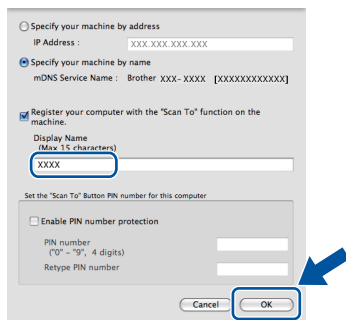 Specify your machine by address
IP Address : XXX.XXX.XXX.XXX
Specify your machine by name
mDNS Service Name : Brother XXX-XXXX [XXXXXXXXXXXX]
Register your computer with the "Scan To" function on the
machine.
Display Name
(Max 15 characters)
XXXX
Set the "Scan To" Button PIN number for this computer
Enable PIN number protection
PIN number
("0" – "9", 4 digits)
Retype PIN number
Cancel OK